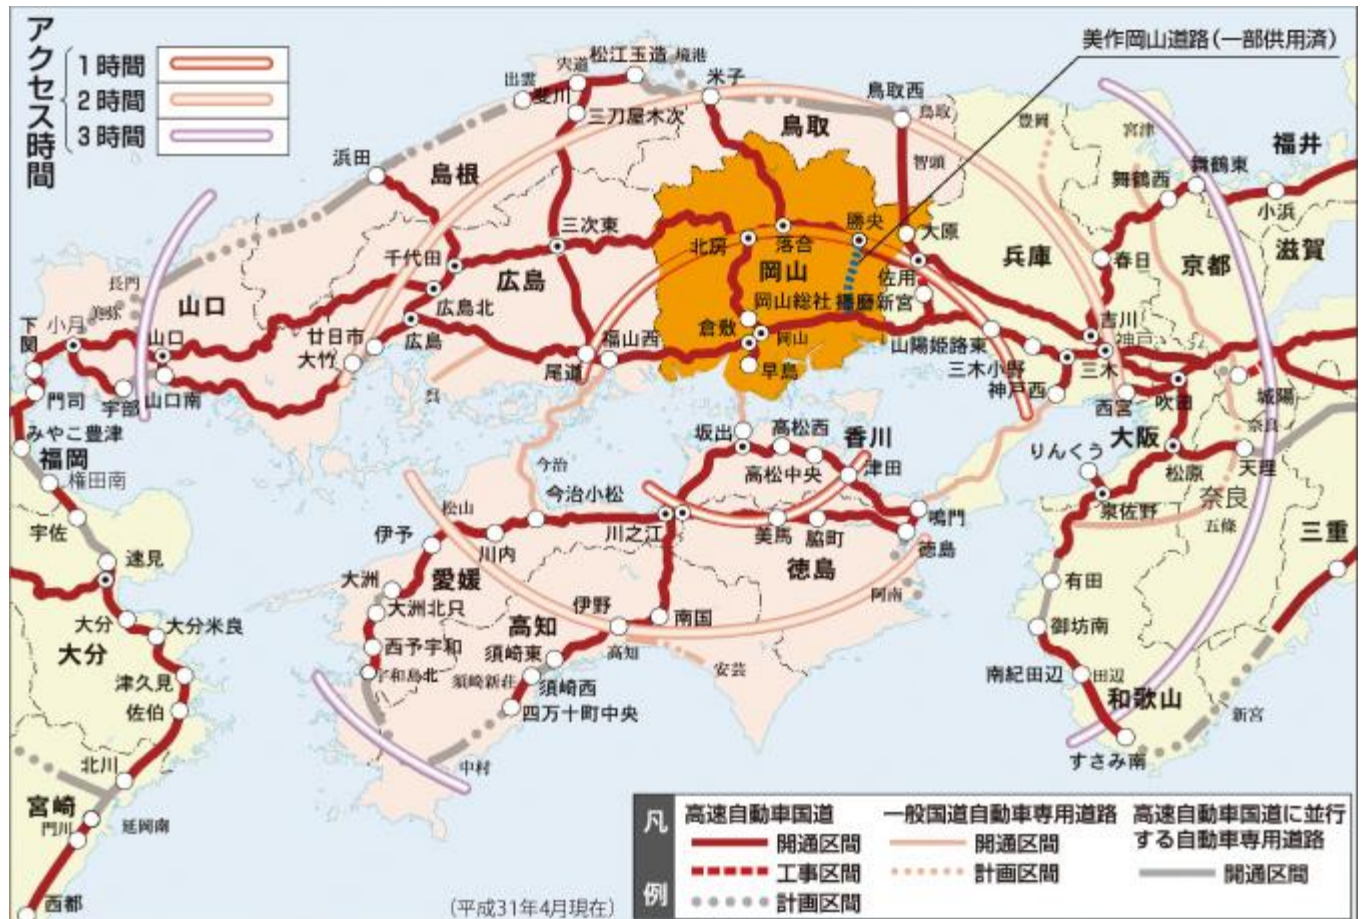 アクセス時間
1時間
2時間
3時間
美作岡山道路(一部供用済)
松江玉造
境港
宍道
出雲
斐川
米子
鳥取西
鳥取
三刀屋木次
鳥取
智頭
豊岡
宮津
舞鶴東
舞鶴西
福井
小浜
滋賀
浜田
島根
三次東
北房
落合
勝央
大原
兵庫
春日
京都
千代田
広島
岡山
佐用
長門
美祢
山口
広島北
岡山総社
播磨新宮
吉川
神戸
下関
小月
山口
廿日市
大竹
広島
福山西
倉敷
岡山
山陽姫路東
三木小野
三木
尾道
早島
神戸西
門司
宇部
山口南
呉
西宮
吹田
城陽
みやこ豊津
福岡
坂出
高松西
香川
大阪
奈良
りんくう
天理
権田南
今治
高松中央
津田
松原
奈良
宇佐
松山
今治小松
鳴門
泉佐野
五條
伊予
川内
川之江
美馬
脇町
徳島
三重
速見
大洲
愛媛
徳島
有田
阿南
大洲北只
伊野
南国
大分
大分米良
高知
御坊南
大分
西予宇和
須崎東
高知
安芸
津久見
宇和島北
須崎新荘
須崎西
南紀田辺
田辺
和歌山
佐伯
四万十町中央
新宮
北川
中村
すさみ南
宮崎
門川
延岡南
西都
(平成31年4月現在)
凡例
高速自動車国道
開通区間
工事区間
計画区間
一般国道自動車専用道路
開通区間
計画区間
高速自動車国道に並行
する自動車専用道路
開通区間